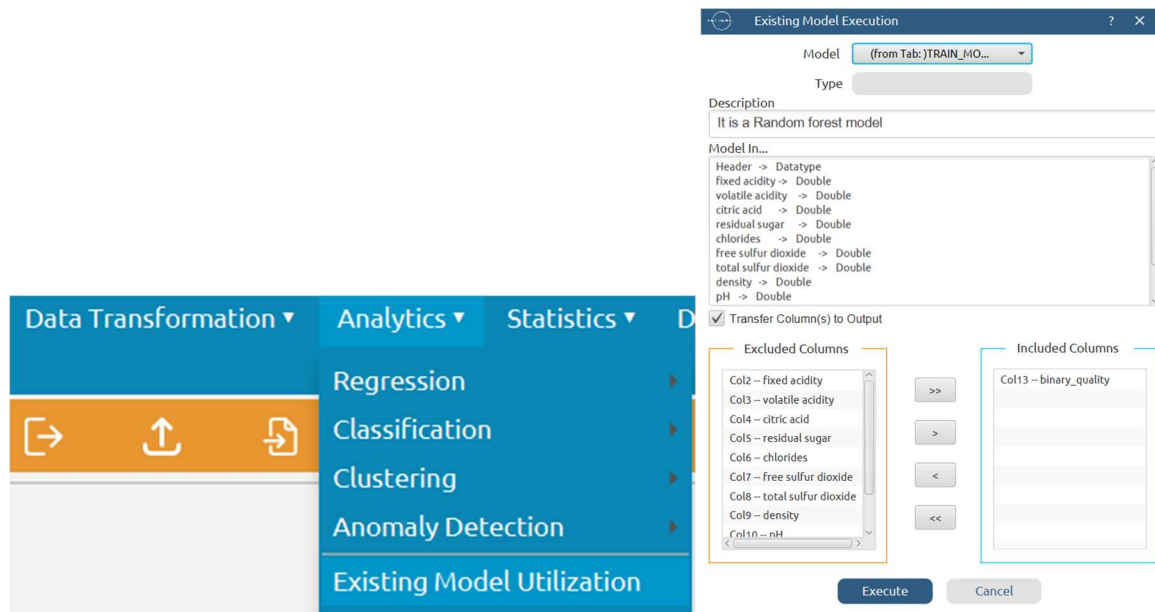 Data Transformation ▼ Analytics ▼ Statistics ▼ D
Regression
Classification
Clustering
Anomaly Detection
Existing Model Utilization
Existing Model Execution ? ✕
Model (from Tab: )TRAIN_MO...
Type
Description
It is a Random forest model
Model In...
Header -> Datatype
fixed acidity -> Double
volatile acidity -> Double
citric acid -> Double
residual sugar -> Double
chlorides -> Double
free sulfur dioxide -> Double
total sulfur dioxide -> Double
density -> Double
pH -> Double
Transfer Column(s) to Output
Excluded Columns
Col2 -- fixed acidity
Col3 -- volatile acidity
Col4 -- citric acid
Col5 -- residual sugar
Col6 -- chlorides
Col7 -- free sulfur dioxide
Col8 -- total sulfur dioxide
Col9 -- density
Col10 -- pH
>>
>
<
<<
Included Columns
Col13 -- binary_quality
Execute Cancel